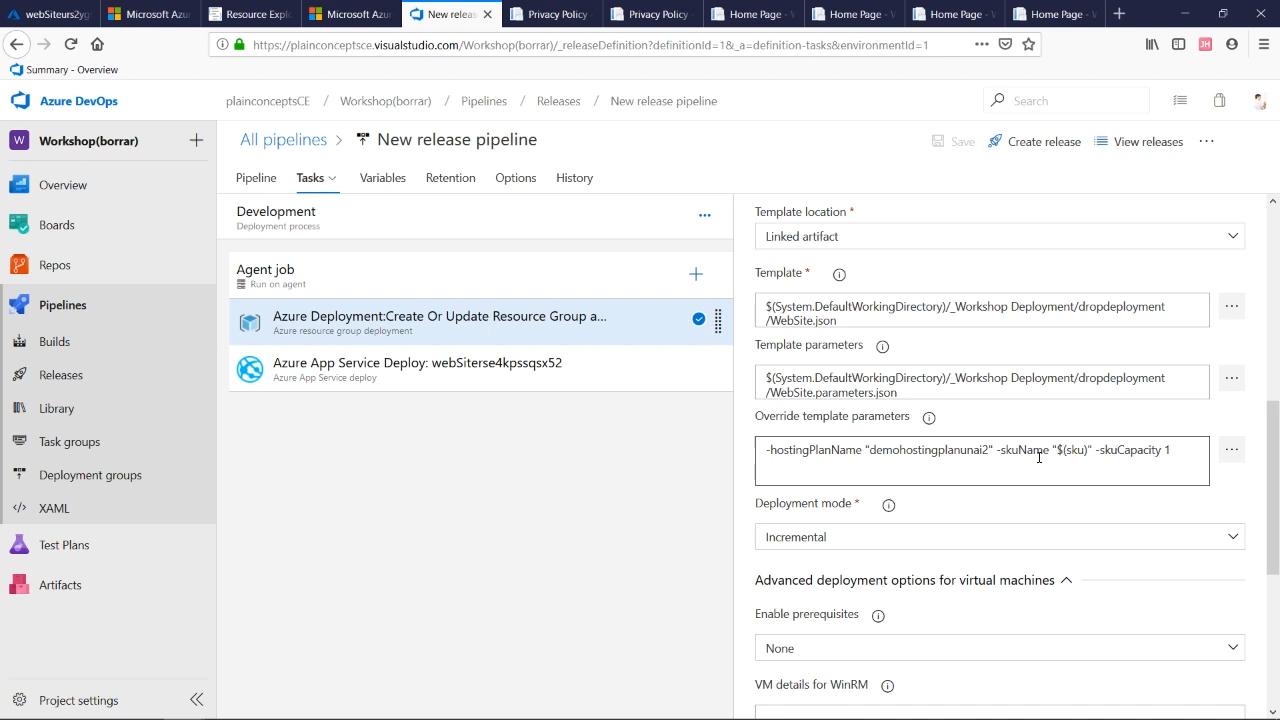 webSiteurs2yg
Microsoft Azu
Resource Expl
Microsoft Azu
New releas
Privacy Policy
Privacy Policy
Home Page -
Home Page -
Home Page -
Home Page -
https://plainconceptsce.visualstudio.com/Workshop(borrar)/_releaseDefinition?definitionId=1&_a=definition-tasks&environmentId=1
JH
Summary - Overview
Azure DevOps
plainconceptsCE / Workshop(borrar) / Pipelines / Releases / New release pipeline
Search
W Workshop(borrar)
All pipelines > New release pipeline
Save
Create release
View releases
Pipeline
Tasks
Variables
Retention
Options
History
Overview
Boards
Repos
Pipelines
Builds
Releases
Library
Task groups
Deployment groups
XAML
Test Plans
Artifacts
Project settings
Development
Deployment process
Agent job
Run on agent
Azure Deployment:Create Or Update Resource Group a...
Azure resource group deployment
Azure App Service Deploy: webSiterse4kpssqsx52
Azure App Service deploy
Template location *
Linked artifact
Template *
$(System.DefaultWorkingDirectory)/_Workshop Deployment/dropdeployment
/WebSite.json
Template parameters
$(System.DefaultWorkingDirectory)/_Workshop Deployment/dropdeployment
/WebSite.parameters.json
Override template parameters
-hostingPlanName "demohostingplanunai2" -skuName "$(sku)" -skuCapacity 1
Deployment mode *
Incremental
Advanced deployment options for virtual machines
Enable prerequisites
None
VM details for WinRM